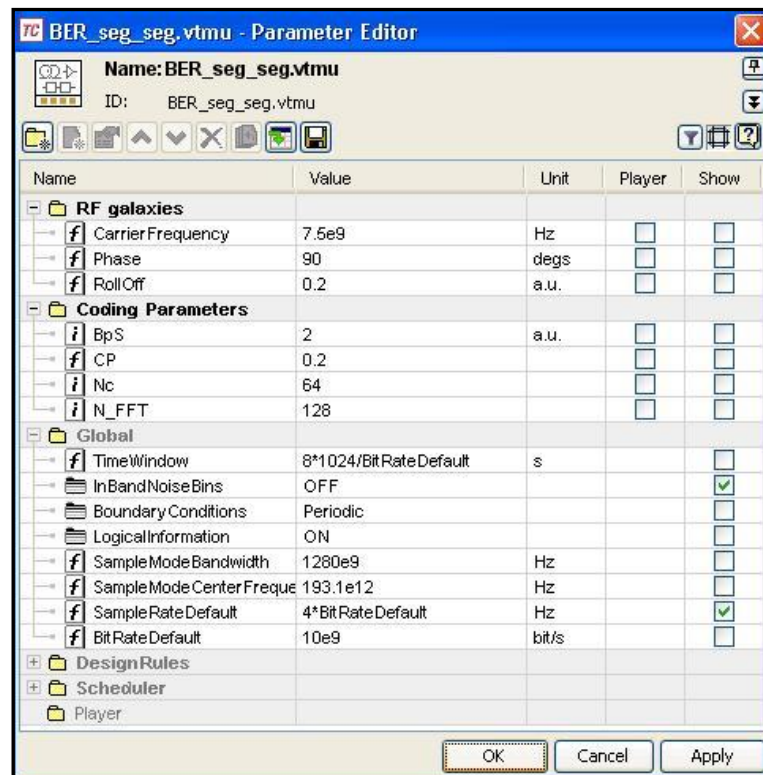 TC BER_seg_seg.vtmu - Parameter Editor
Name: BER_seg_seg.vtmu
ID: BER_seg_seg.vtmu
Name Value Unit Player Show
RF galaxies
f CarrierFrequency 7.5e9 Hz
f Phase 90 degs
f RollOff 0.2 a.u.
Coding Parameters
i BpS 2 a.u.
f CP 0.2
i Nc 64
i N_FFT 128
Global
f TimeWindow 8*1024/BitRateDefault s
InBandNoiseBins OFF
BoundaryConditions Periodic
LogicalInformation ON
f SampleModeBandwidth 1280e9 Hz
f SampleModeCenterFreque 193.1e12 Hz
f SampleRateDefault 4*BitRateDefault Hz
f BitRateDefault 10e9 bit/s
DesignRules
Scheduler
Player
OK Cancel Apply